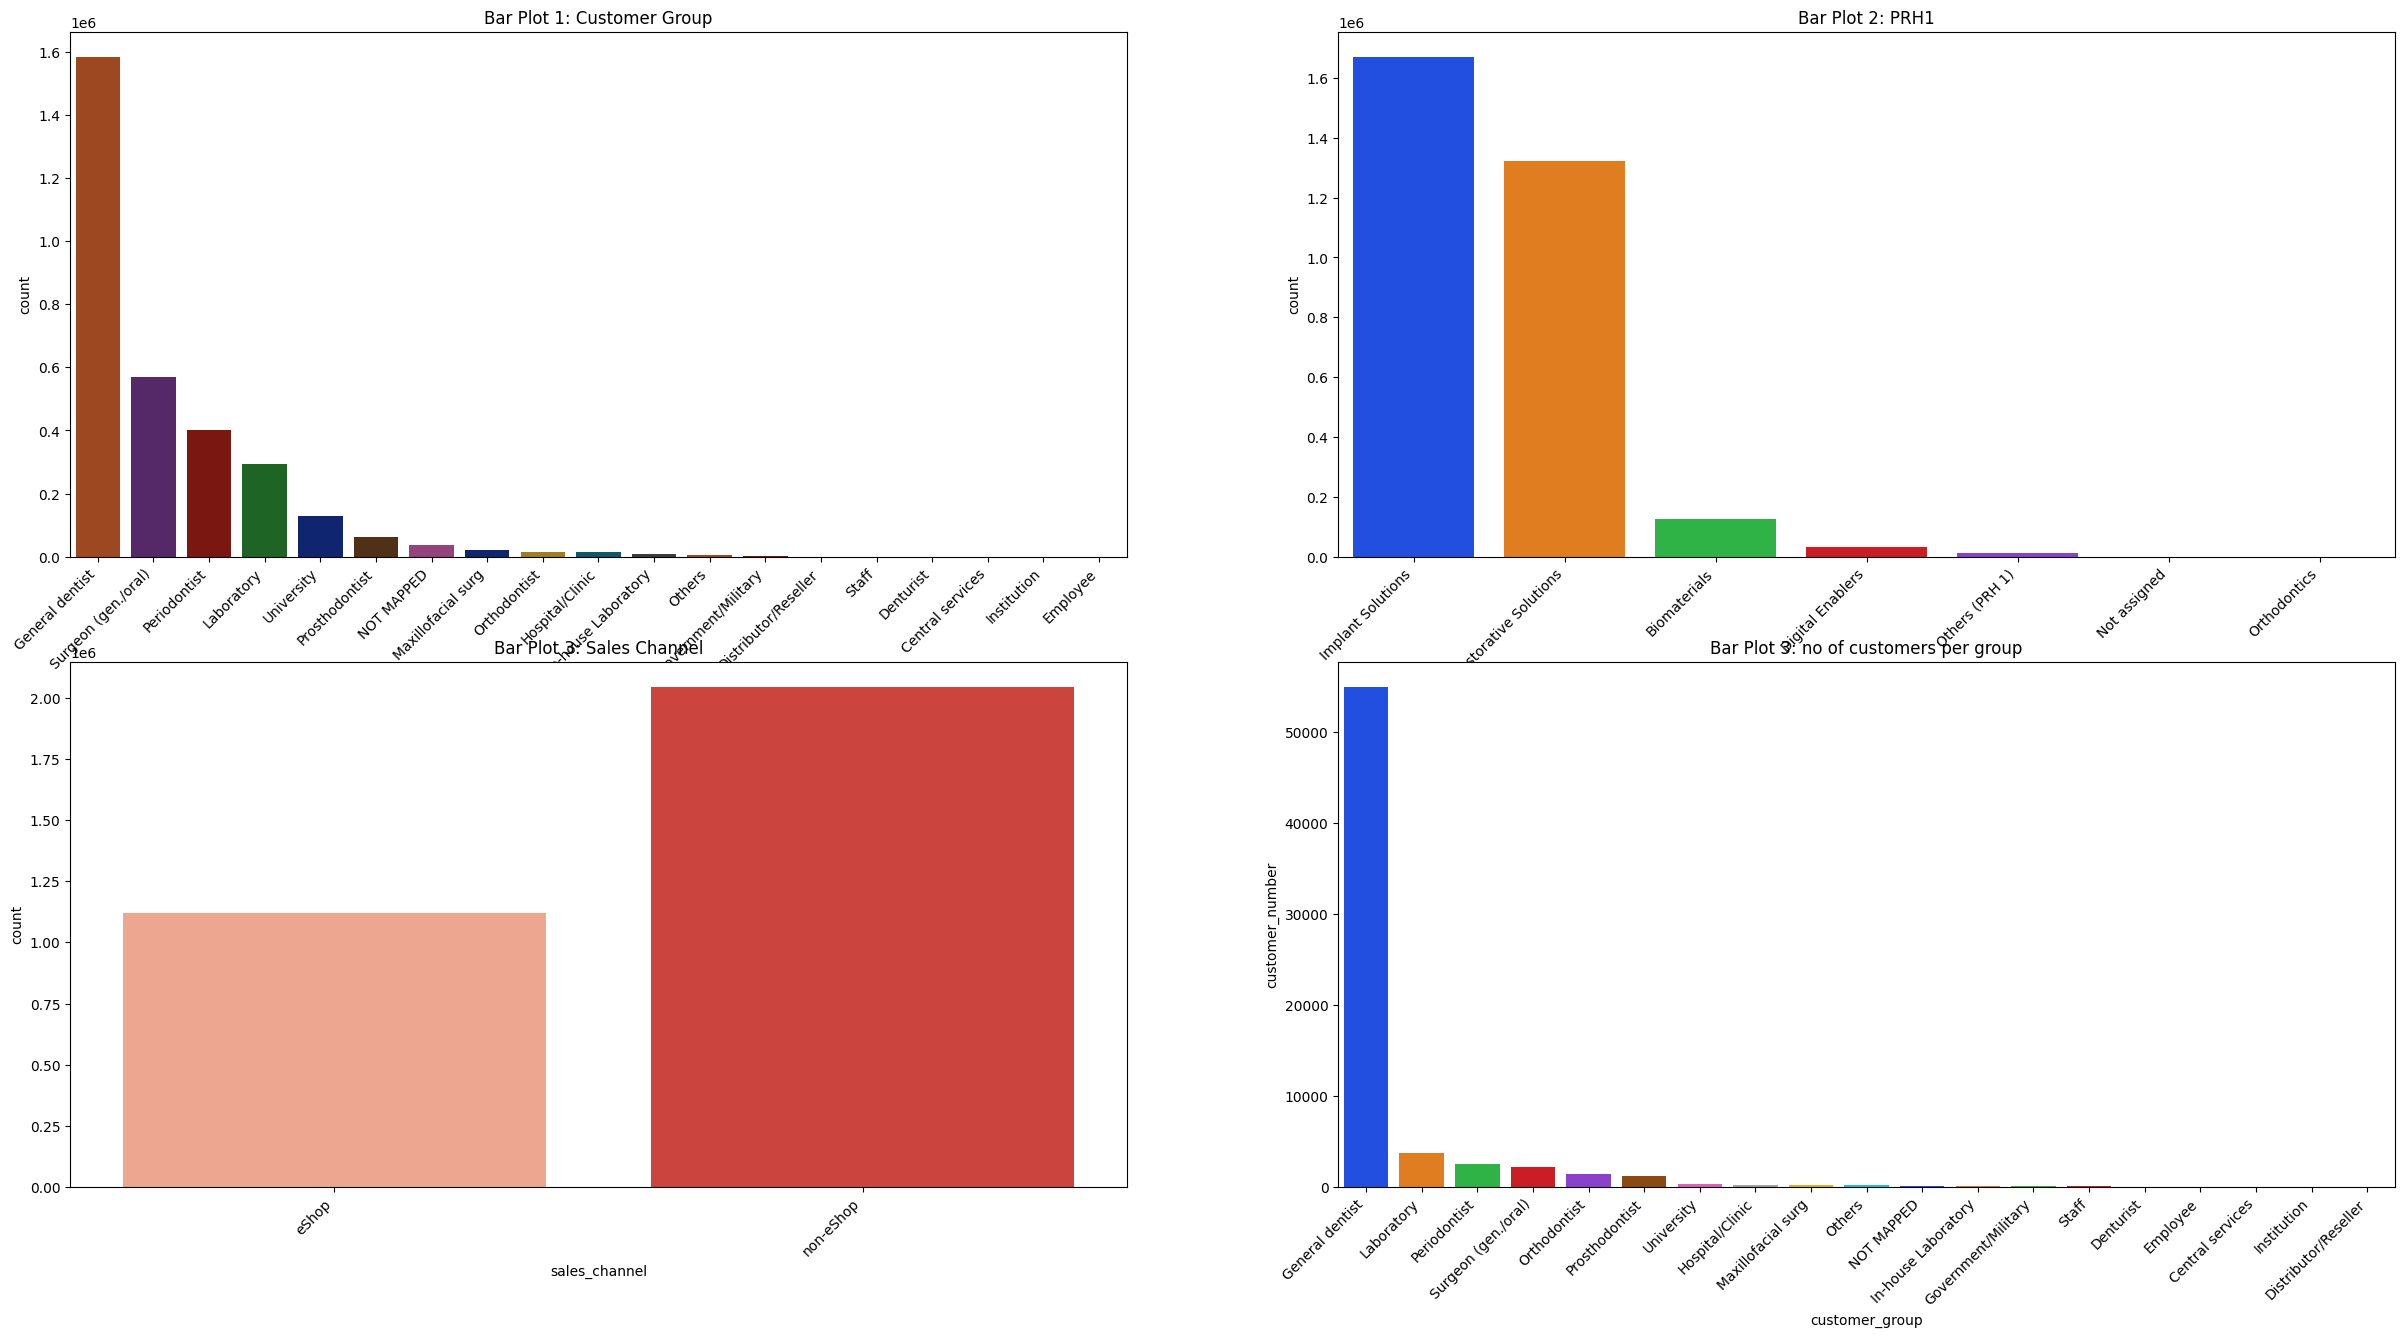 Bar Plot 1: Customer Group
1e6
1.6
1.4
1.2
1.0
0.8
0.6
0.4
0.2
0.0
count
General dentist
Surgeon (gen./oral)
Periodontist
Laboratory
University
Prosthodontist
NOT MAPPED
Maxillofacial surg
Orthodontist
Hospital/Clinic
-house Laboratory
Others
vernment/Military
Distributor/Reseller
Staff
Denturist
Central services
Institution
Employee
Bar Plot 2: PRH1
1e6
1.6
1.4
1.2
1.0
0.8
0.6
0.4
0.2
0.0
count
Implant Solutions
storative Solutions
Biomaterials
Digital Enablers
Others (PRH 1)
Not assigned
Orthodontics
Bar Plot 3: Sales Channel
1e6
2.00
1.75
1.50
1.25
1.00
0.75
0.50
0.25
0.00
count
eShop
non-eShop
sales_channel
Bar Plot 3: no of customers per group
50000
40000
30000
20000
10000
0
customer_number
General dentist
Laboratory
Periodontist
Surgeon (gen./oral)
Orthodontist
Prosthodontist
University
Hospital/Clinic
Maxillofacial surg
Others
NOT MAPPED
In-house Laboratory
Government/Military
Staff
Denturist
Employee
Central services
Institution
Distributor/Reseller
customer_group